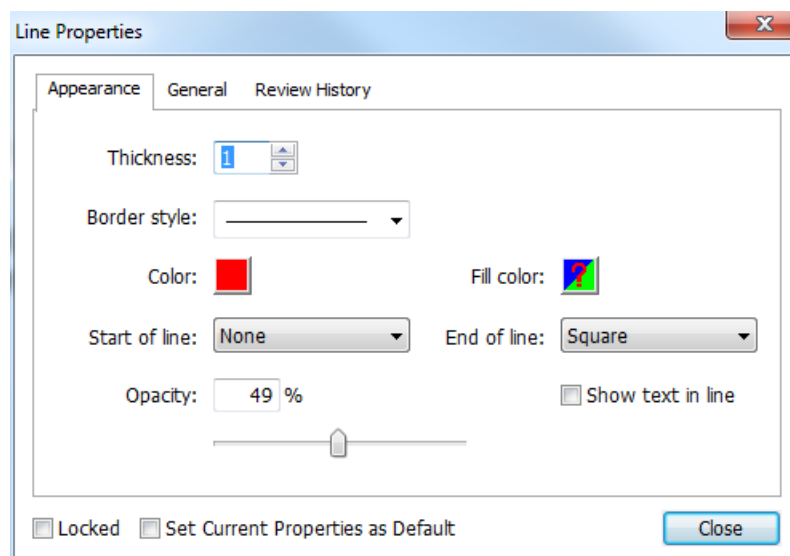 Line Properties
X
Appearance General Review History
Thickness: 1
Border style:
Color: Fill color: ?
Start of line: None End of line: Square
Opacity: 49 % Show text in line
Locked Set Current Properties as Default Close